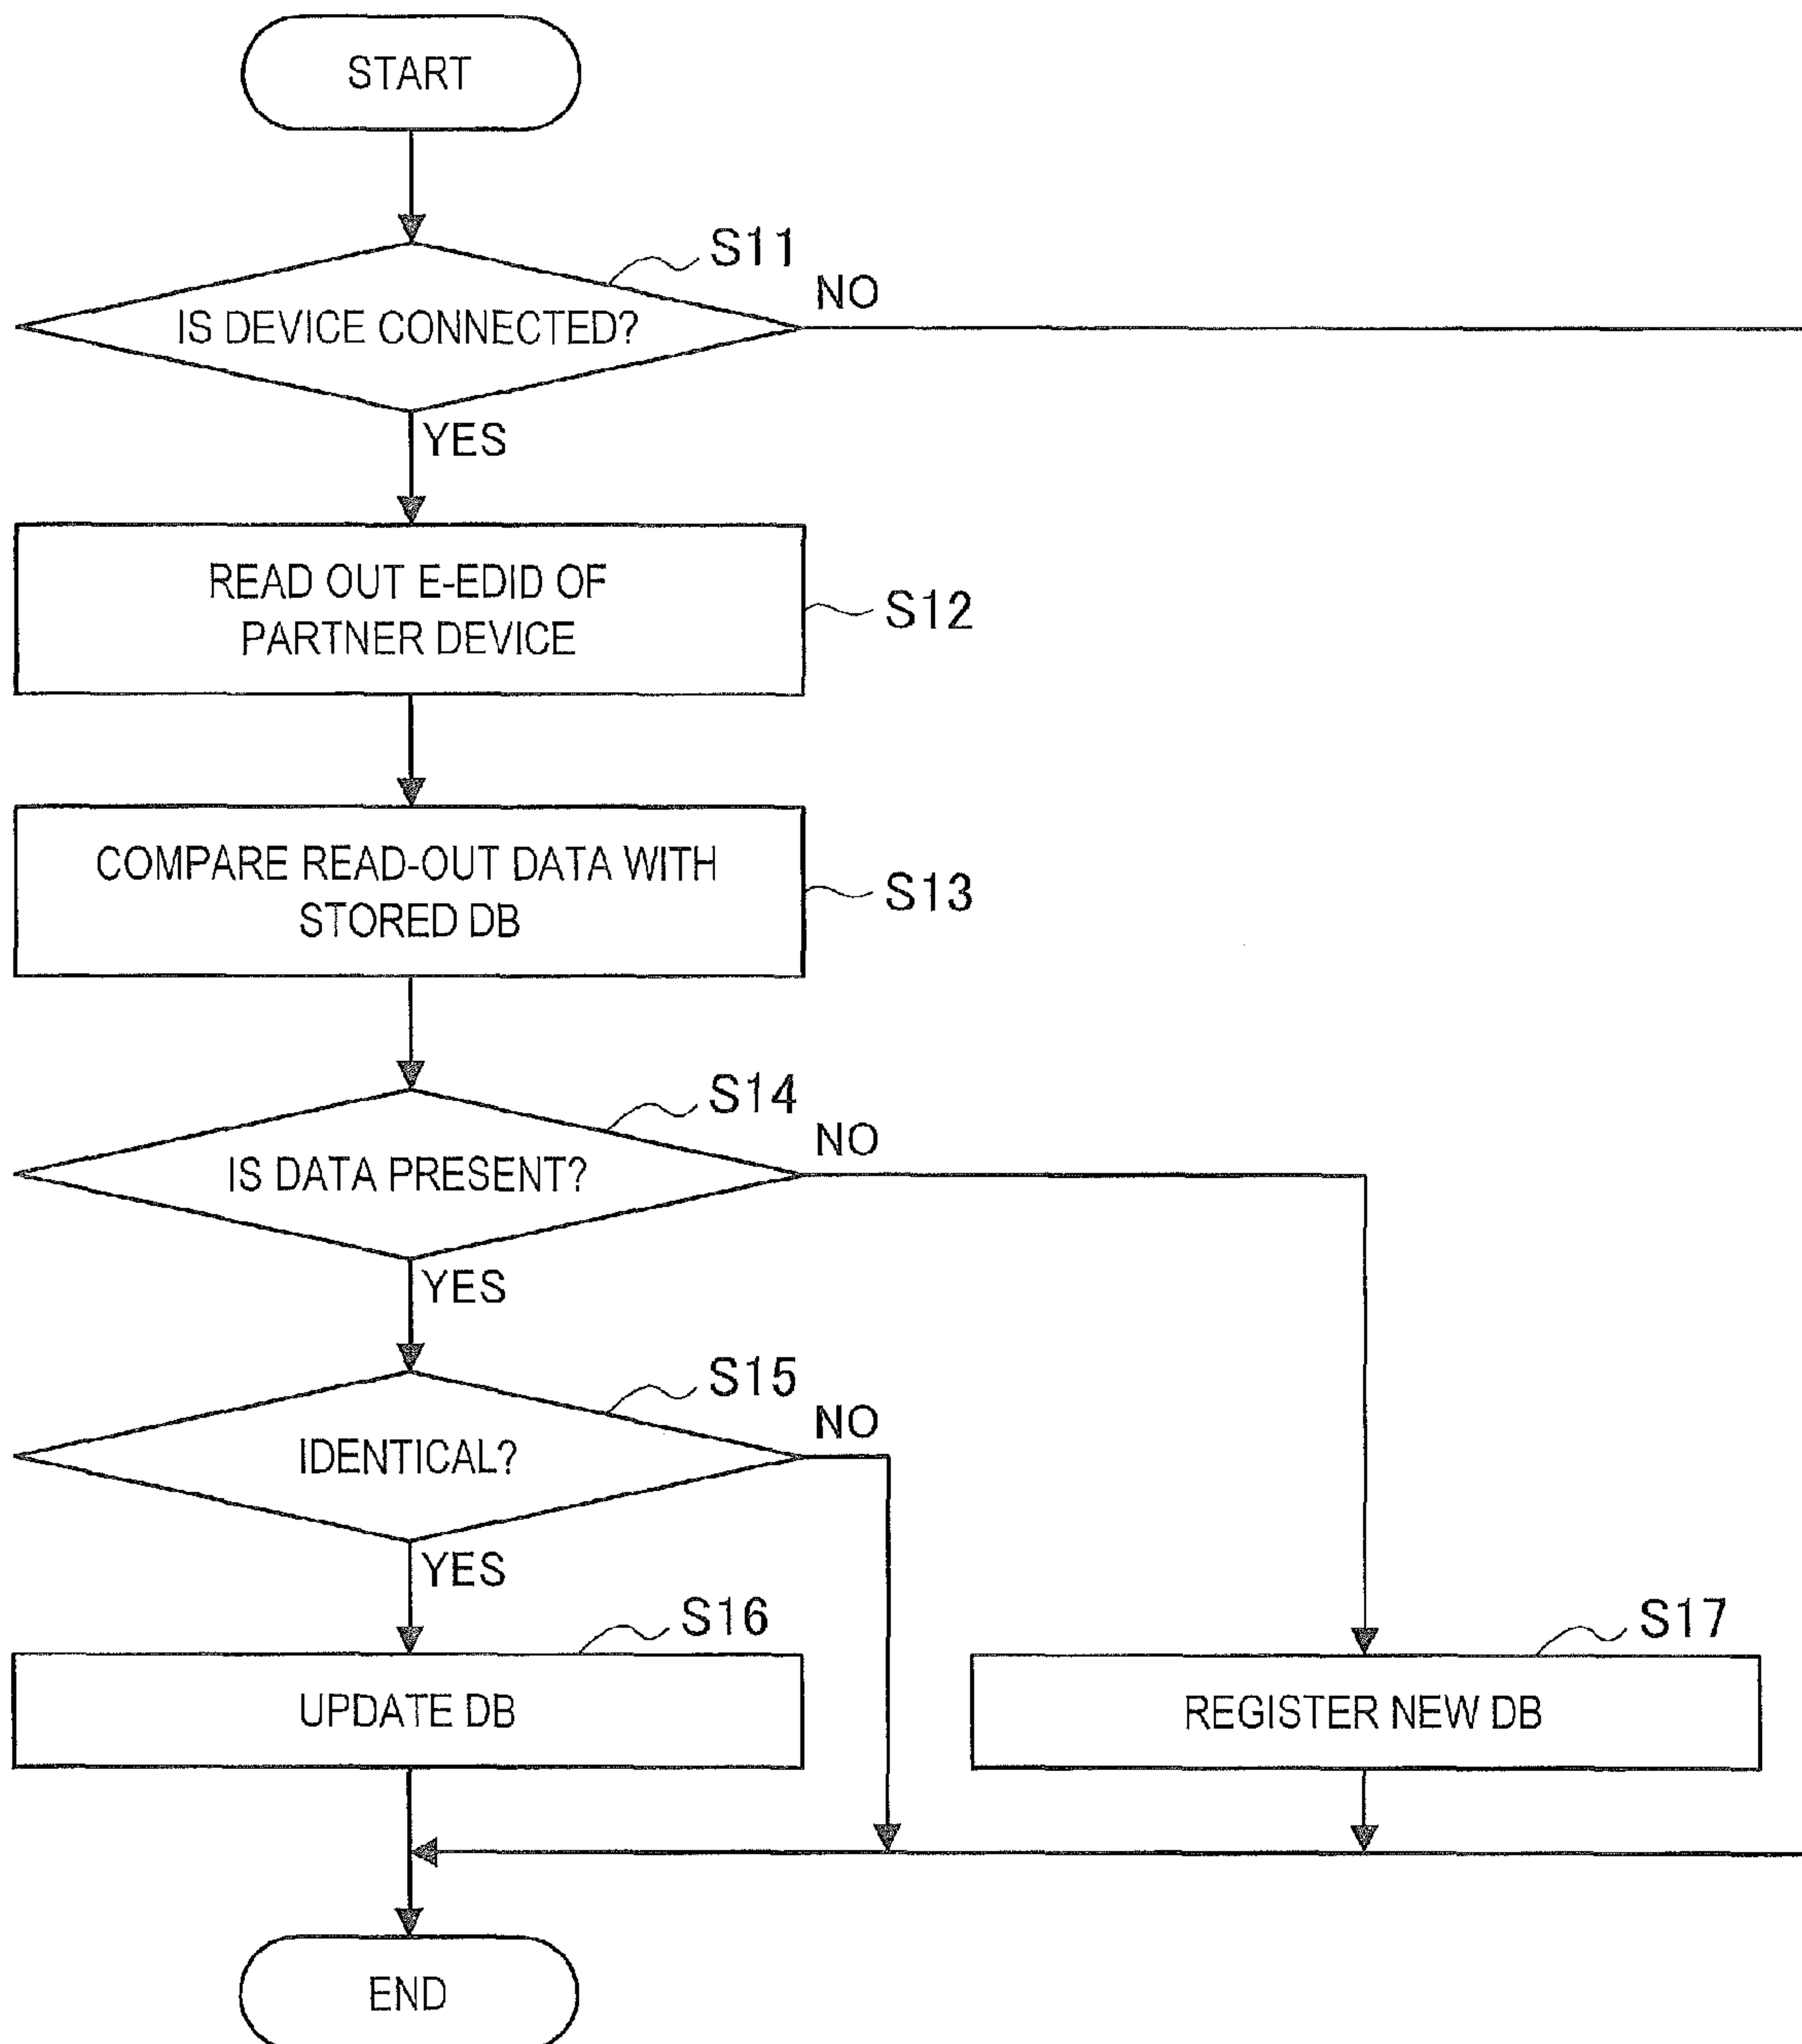 START
S11
NO
IS DEVICE CONNECTED?
YES
READ OUT E-EDID OF
PARTNER DEVICE
S12
COMPARE READ-OUT DATA WITH
STORED DB
S13
S14
NO
IS DATA PRESENT?
YES
S15
NO
IDENTICAL?
YES
S16
S17
UPDATE DB
REGISTER NEW DB
END